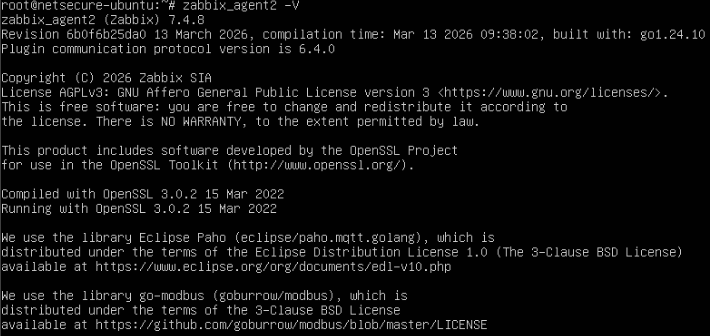 root@netsecure-ubuntu:~# zabbix_agent2 -V
zabbix_agent2 (Zabbix) 7.4.8
Revision 6b0f6b25da0 13 March 2026, compilation time: Mar 13 2026 09:38:02, built with: go1.24.10
Plugin communication protocol version is 6.4.0
Copyright (C) 2026 Zabbix SIA
License AGPLv3: GNU Affero General Public License version 3 <https://www.gnu.org/licenses/>.
This is free software: you are free to change and redistribute it according to
the license. There is NO WARRANTY, to the extent permitted by law.
This product includes software developed by the OpenSSL Project
for use in the OpenSSL Toolkit (http://www.openssl.org/).
Compiled with OpenSSL 3.0.2 15 Mar 2022
Running with OpenSSL 3.0.2 15 Mar 2022
We use the library Eclipse Paho (eclipse/paho.mqtt.golang), which is
distributed under the terms of the Eclipse Distribution License 1.0 (The 3-Clause BSD License)
available at https://www.eclipse.org/org/documents/edl-v10.php
We use the library go-modbus (goburrow/modbus), which is
distributed under the terms of the 3-Clause BSD License
available at https://github.com/goburrow/modbus/blob/master/LICENSE